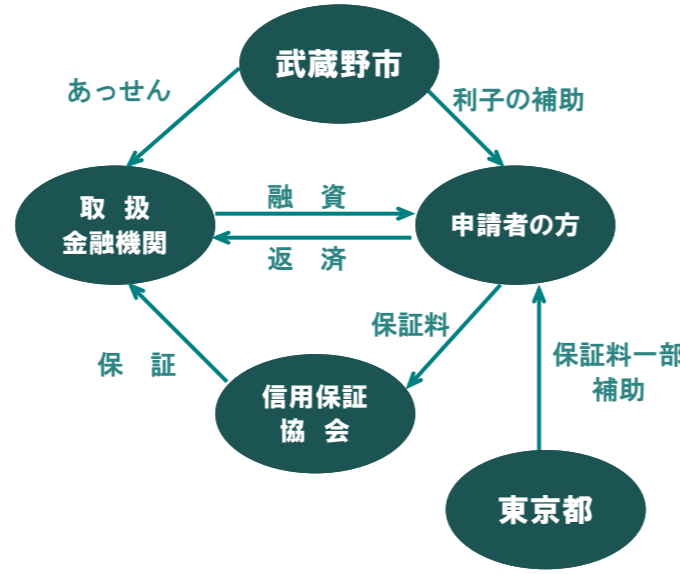 武蔵野市
あっせん
利子の補助
取 扱
金融機関
融 資
申請者の方
返 済
保証料
保 証
保証料一部
補助
信用保証
協 会
東京都